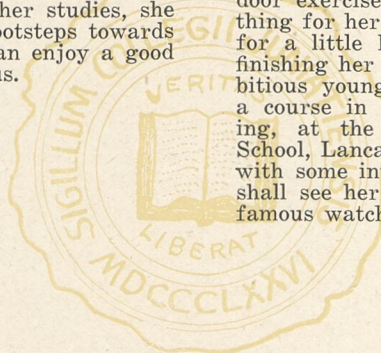 her studies, she
ootsteps towards
an enjoy a good
us.
door exercise
thing for her
for a little
finishing her
bitious young
a course in
ing, at the
School, Lanca
with some in
shall see her
famous watch
SIGILLUM
LIBERAT
MDCCCLXXVI